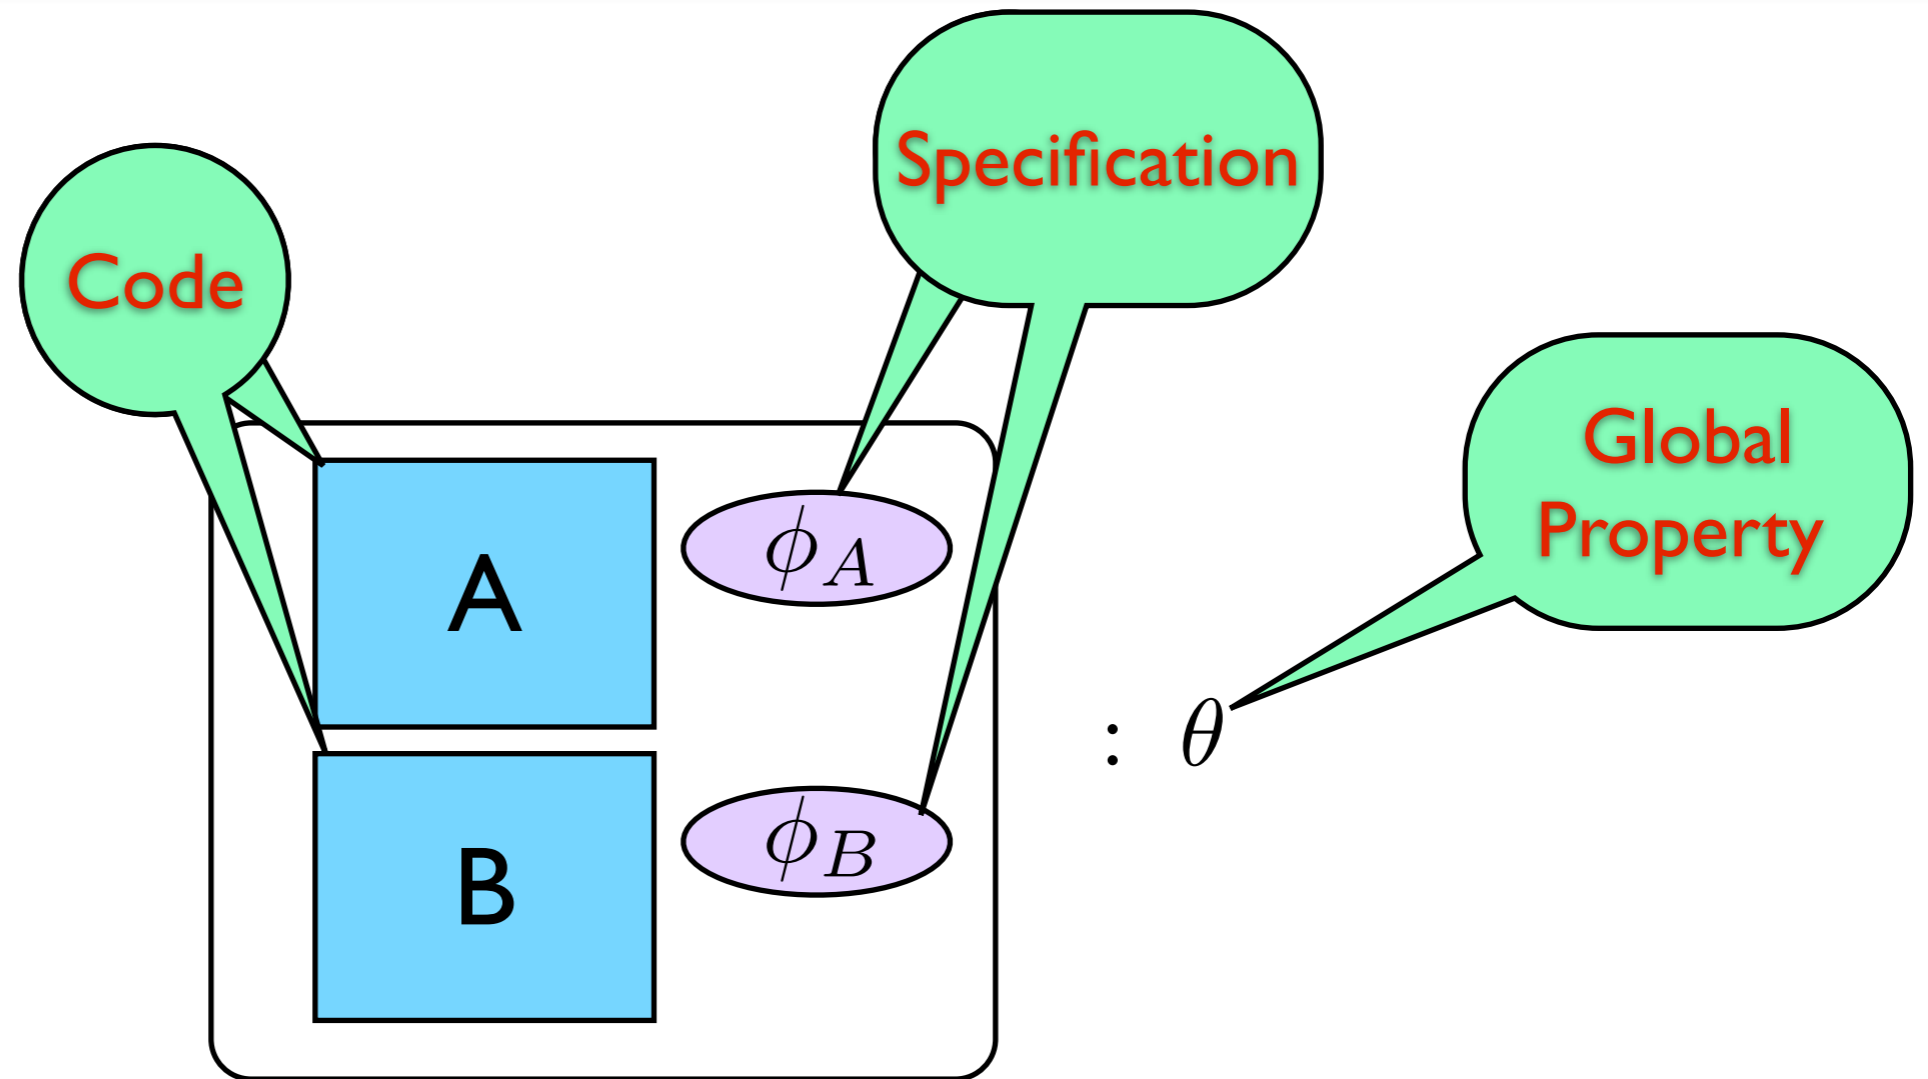 Specification
Code
Global
Property
A
ϕ_A
: θ
B
ϕ_B